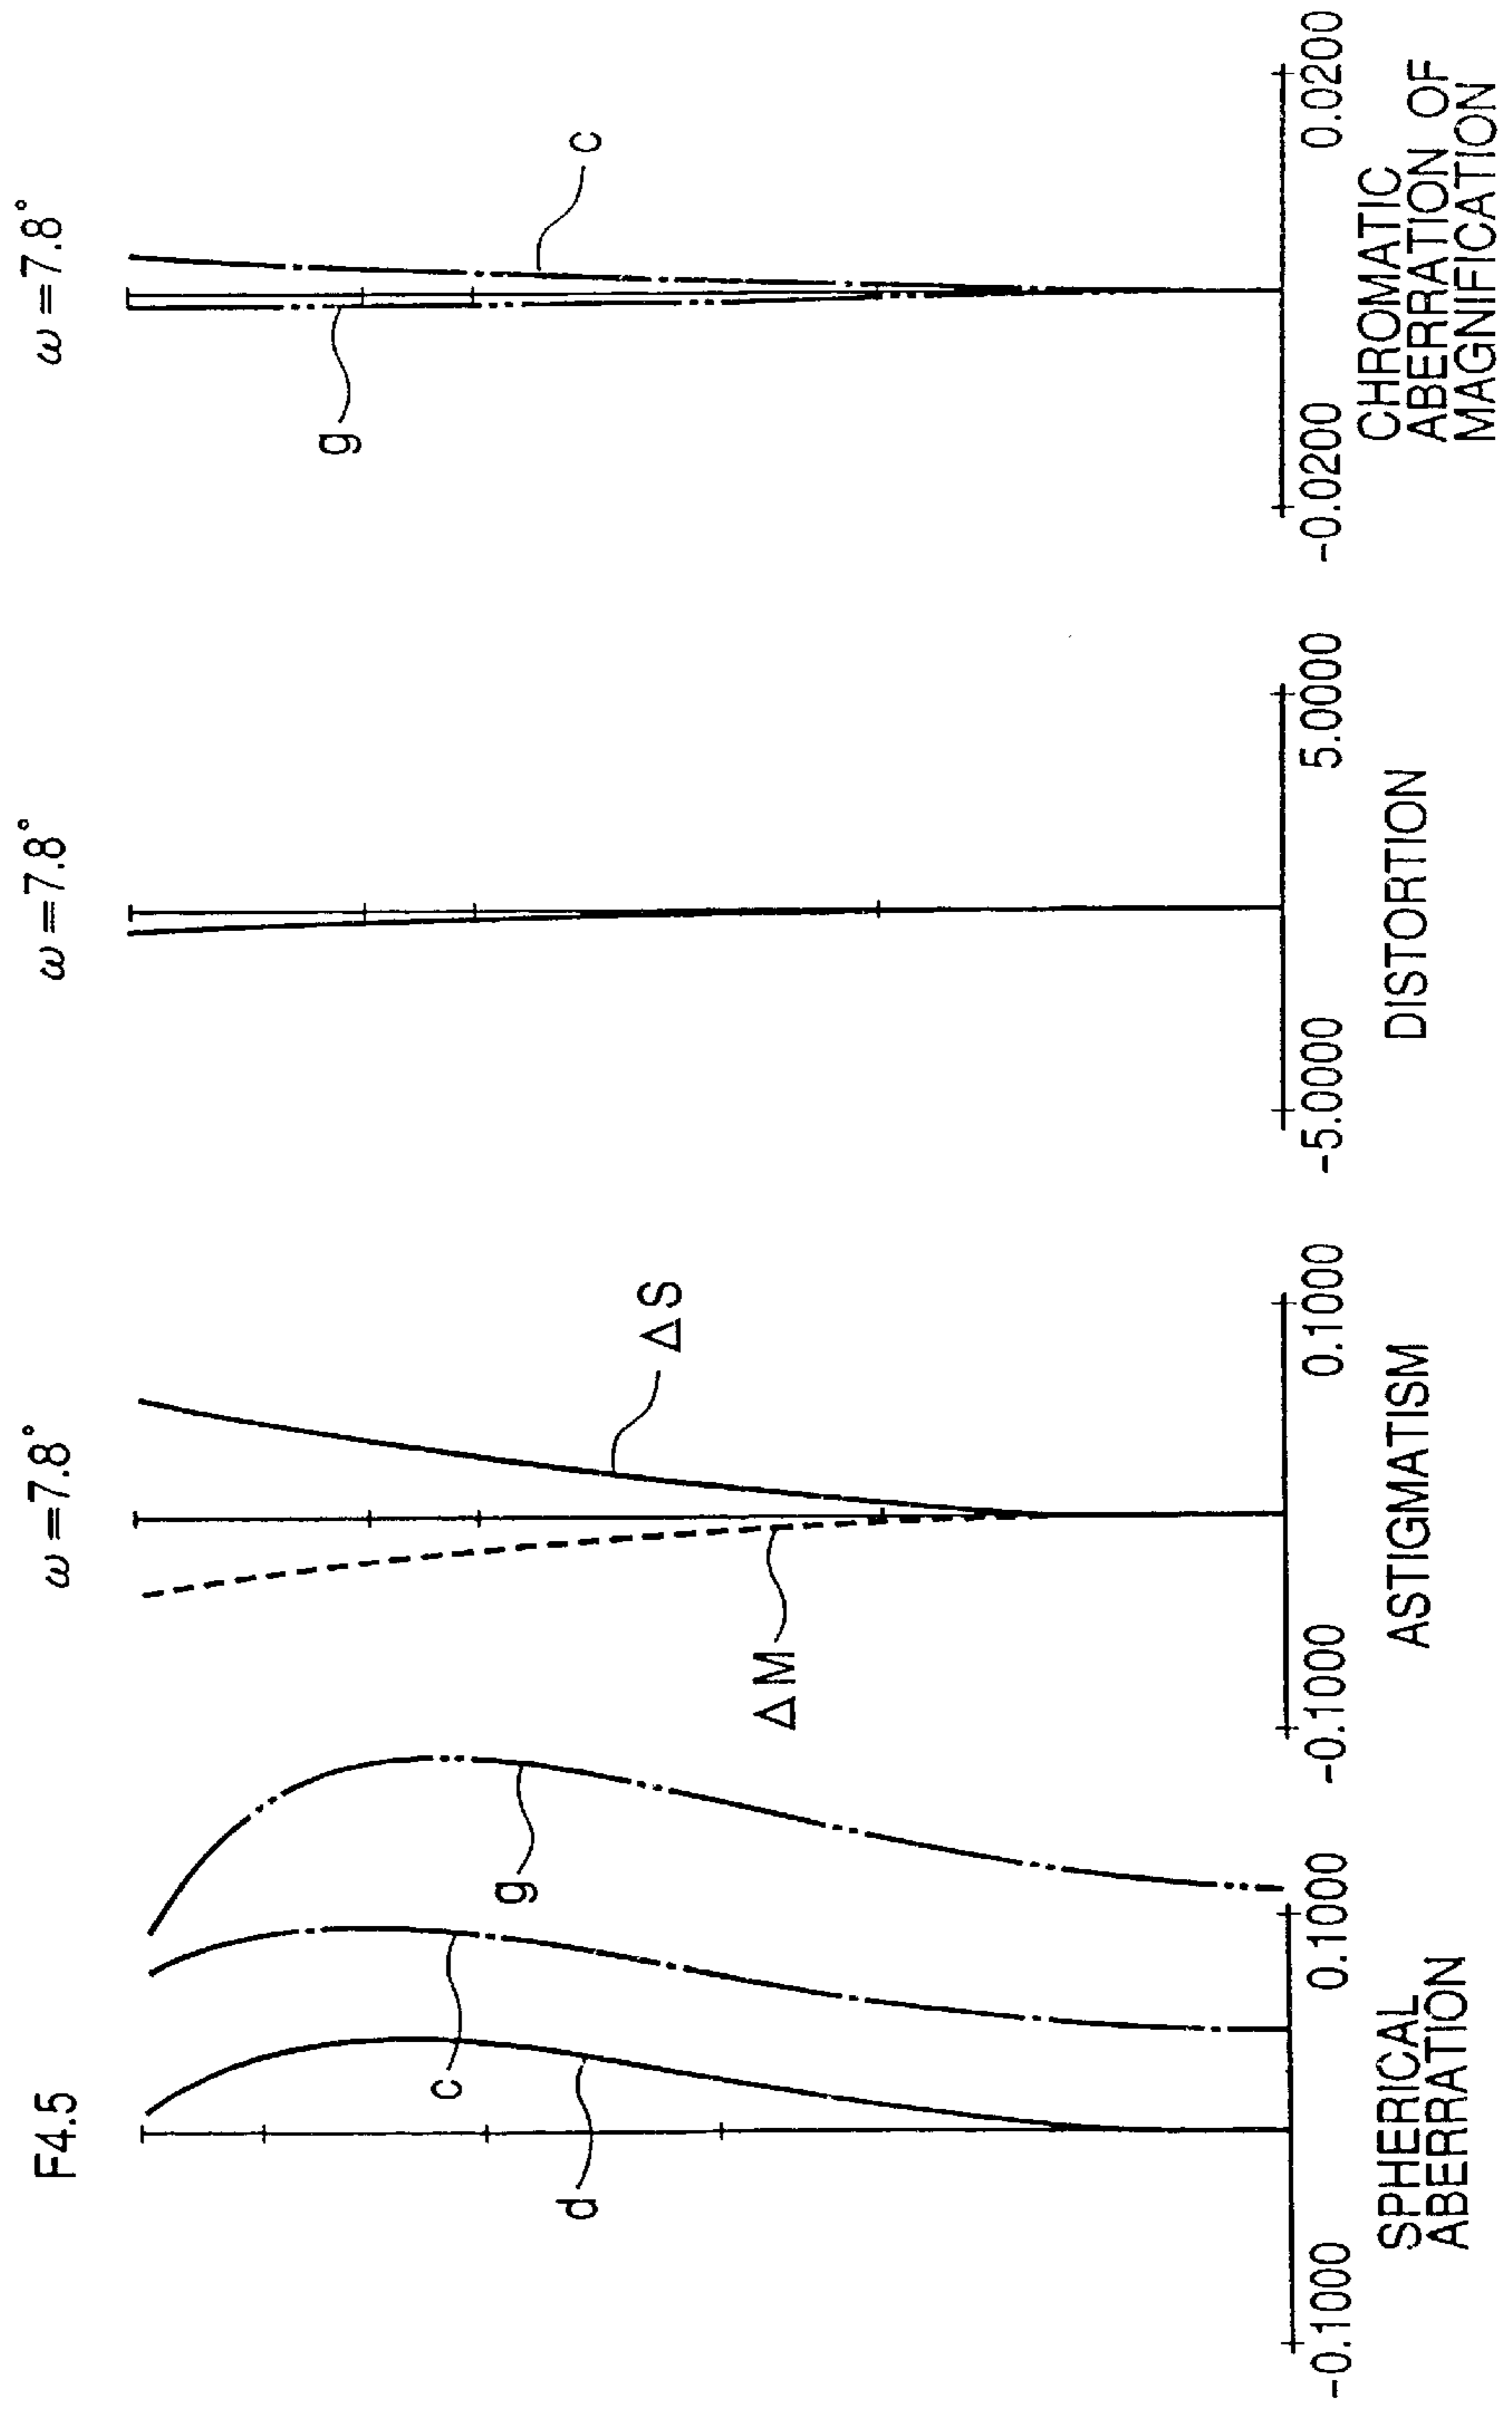 F4.5
d
c
g
-0.1000
0.1000
SPHERICAL
ABERRATION
ω=7.8°
ΔM
ΔS
-0.1000
0.1000
ASTIGMATISM
ω=7.8°
-5.0000
5.0000
DISTORTION
ω=7.8°
g
c
-0.0200
0.0200
CHROMATIC
ABERRATION OF
MAGNIFICATION